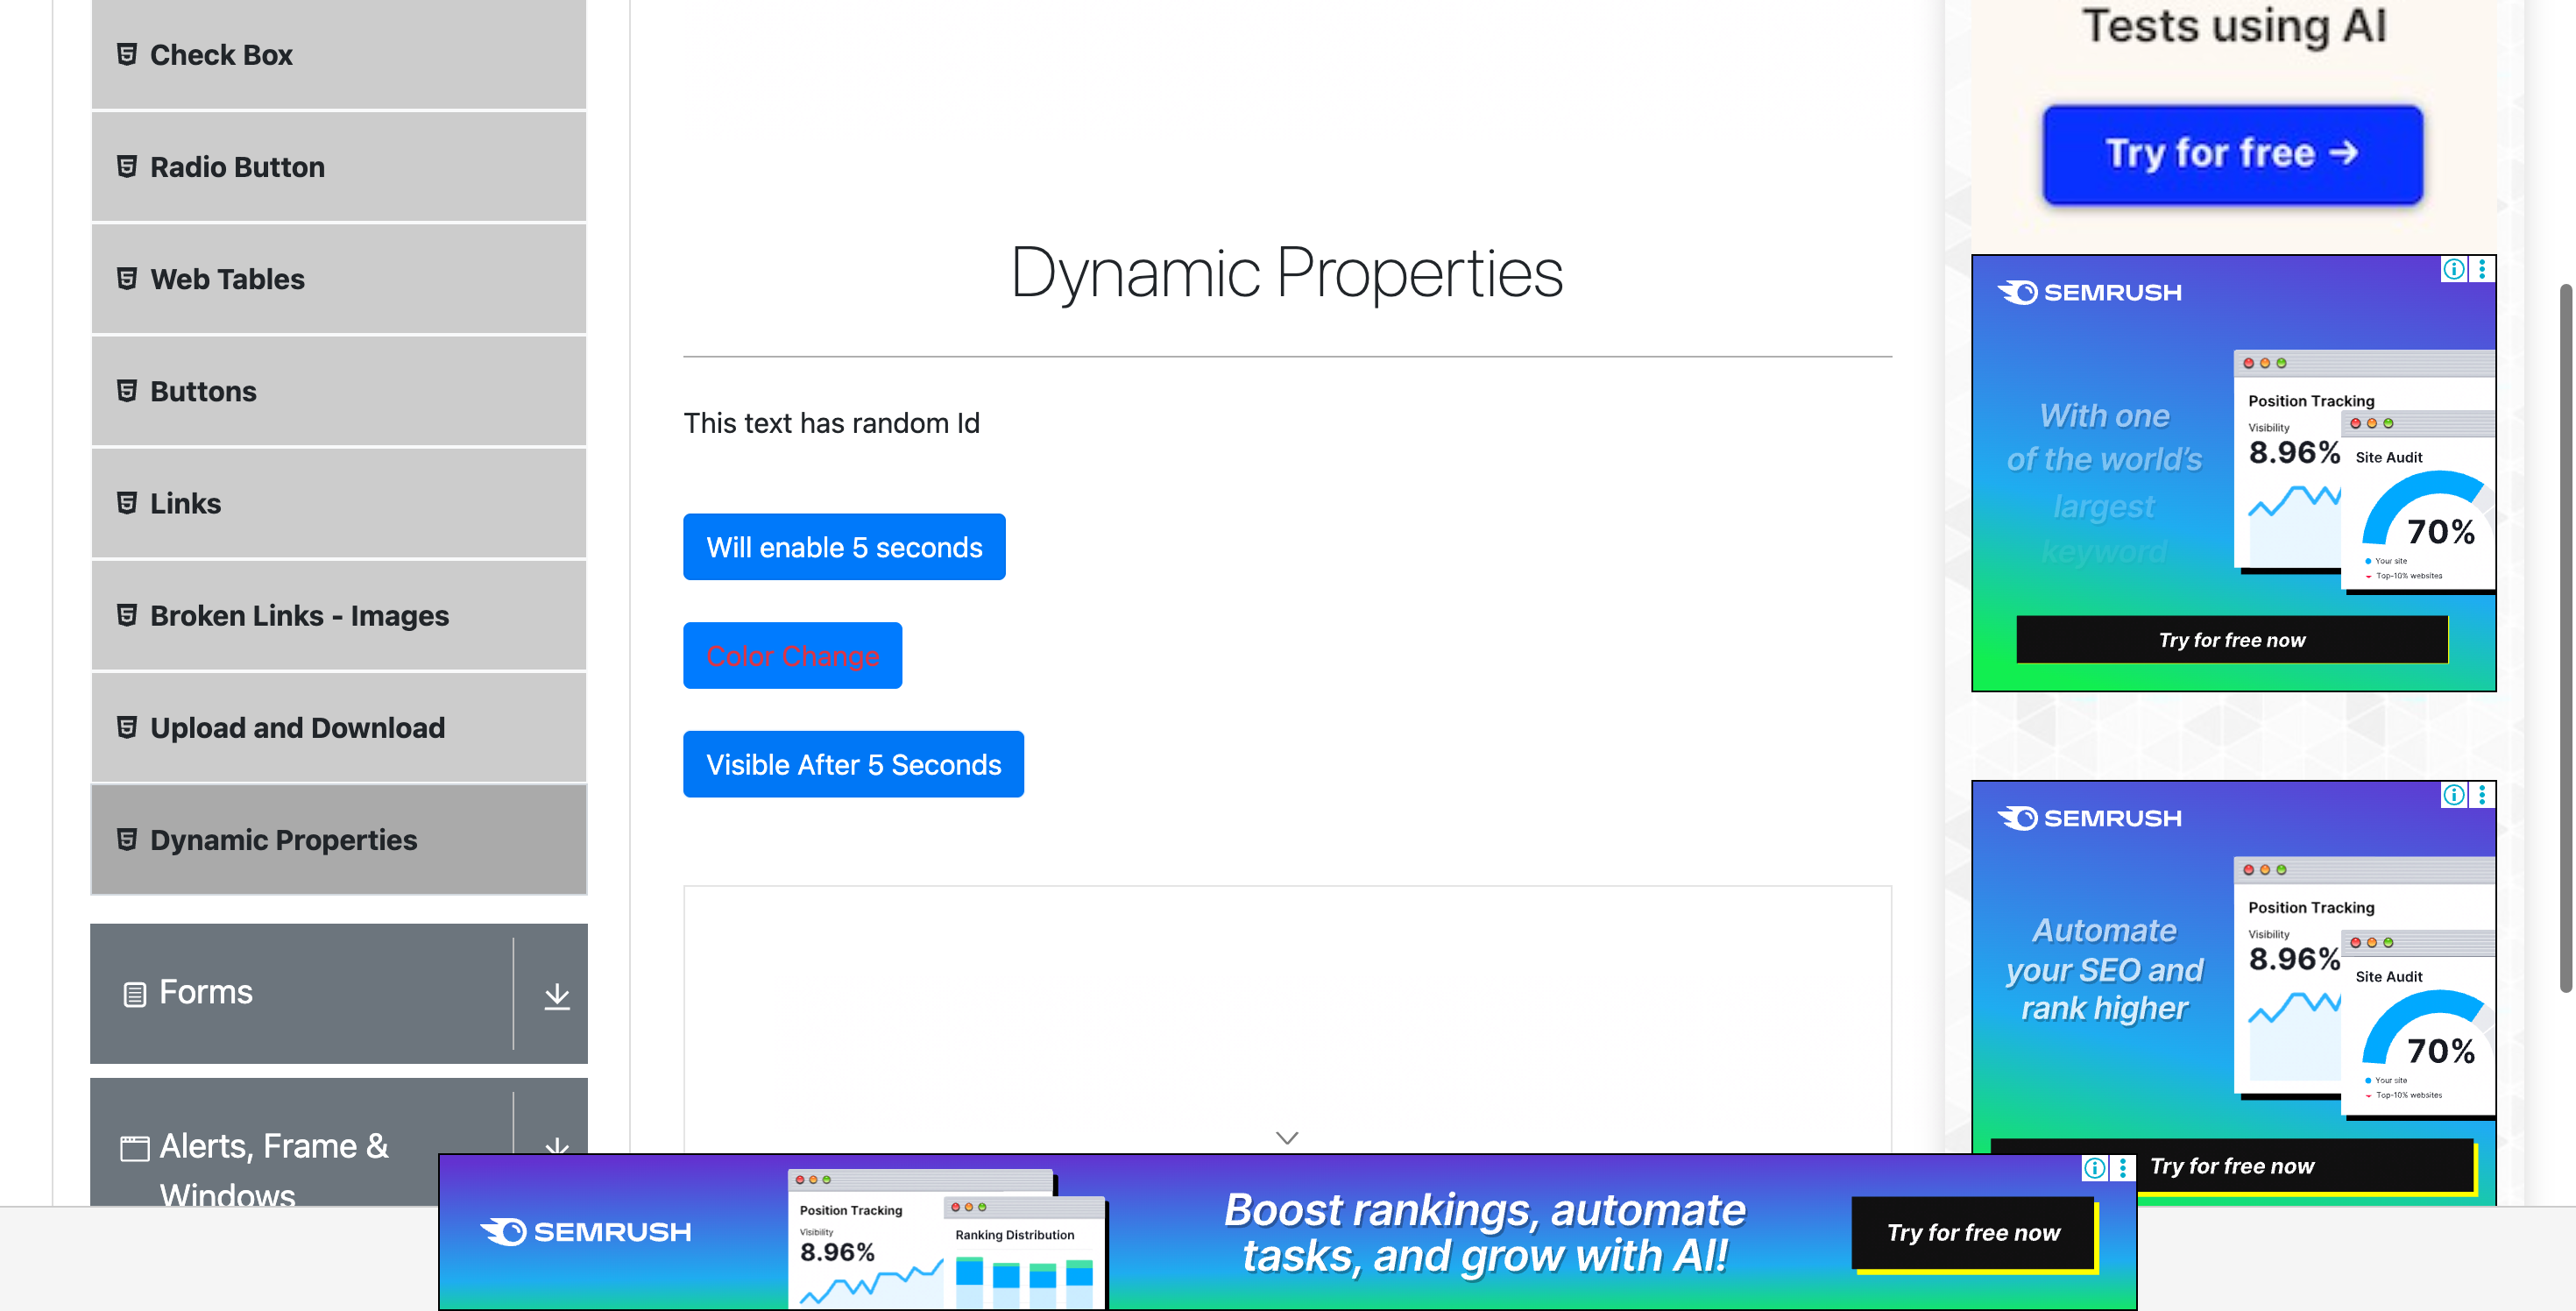 Check Box
Radio Button
Web Tables
Buttons
Links
Broken Links - Images
Upload and Download
Dynamic Properties
Forms
Alerts, Frame &
Windows
Dynamic Properties
This text has random Id
Will enable 5 seconds
Color Change
Visible After 5 Seconds
Tests using AI
Try for free →
SEMRUSH
With one
of the world's
largest
keyword
Position Tracking
Visibility
8.96%
Site Audit
70%
Your site
Top-10% websites
Try for free now
SEMRUSH
Automate
your SEO and
rank higher
Position Tracking
Visibility
8.96%
Site Audit
70%
Your site
Top-10% websites
Try for free now
SEMRUSH
Position Tracking
Visibility
8.96%
Ranking Distribution
Boost rankings, automate
tasks, and grow with AI!
Try for free now